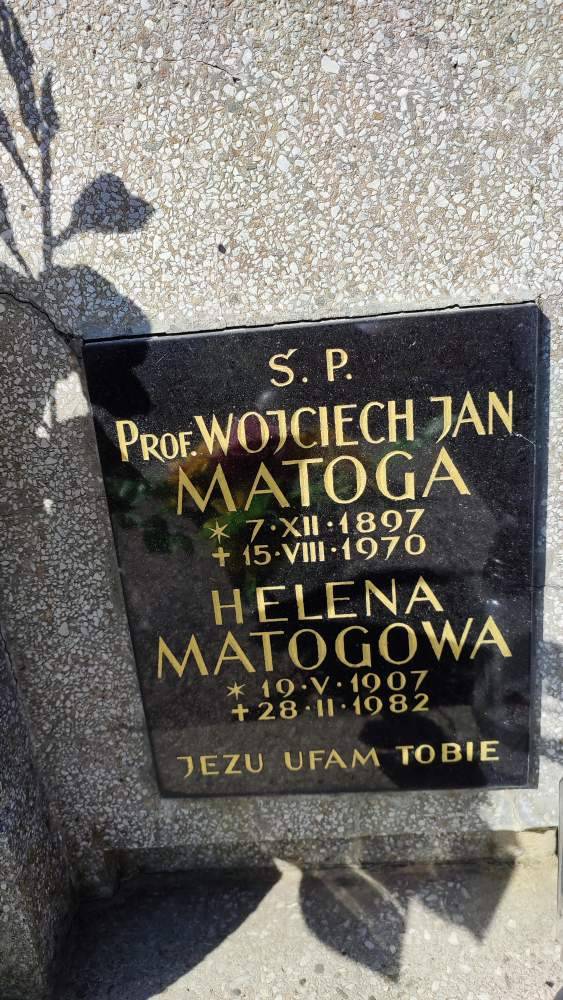 Ś. P.
PROF. WOJCIECH JAN
MATOGA
* 7·XII·1897
+ 15·VIII·1970
HELENA
MATOGOWA
* 19·V·1907
+ 28·II·1982
JEZU UFAM TOBIE